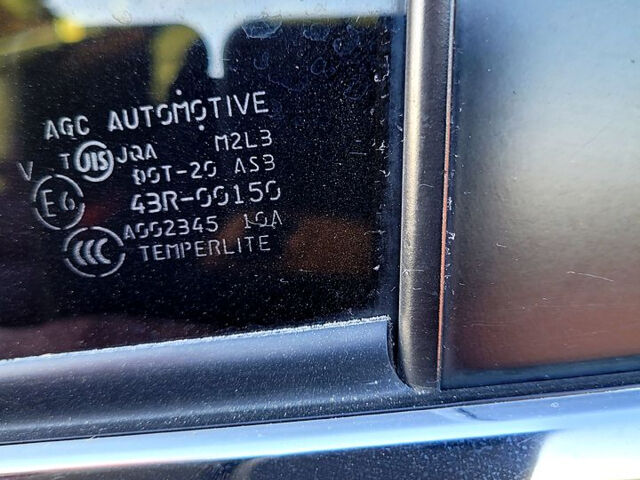 AGC AUTOMOTIVE
V T JIS JQA M2L3
DOT-20 AS3
E6 43R-00150
A002345 10A
CCC TEMPERLITE